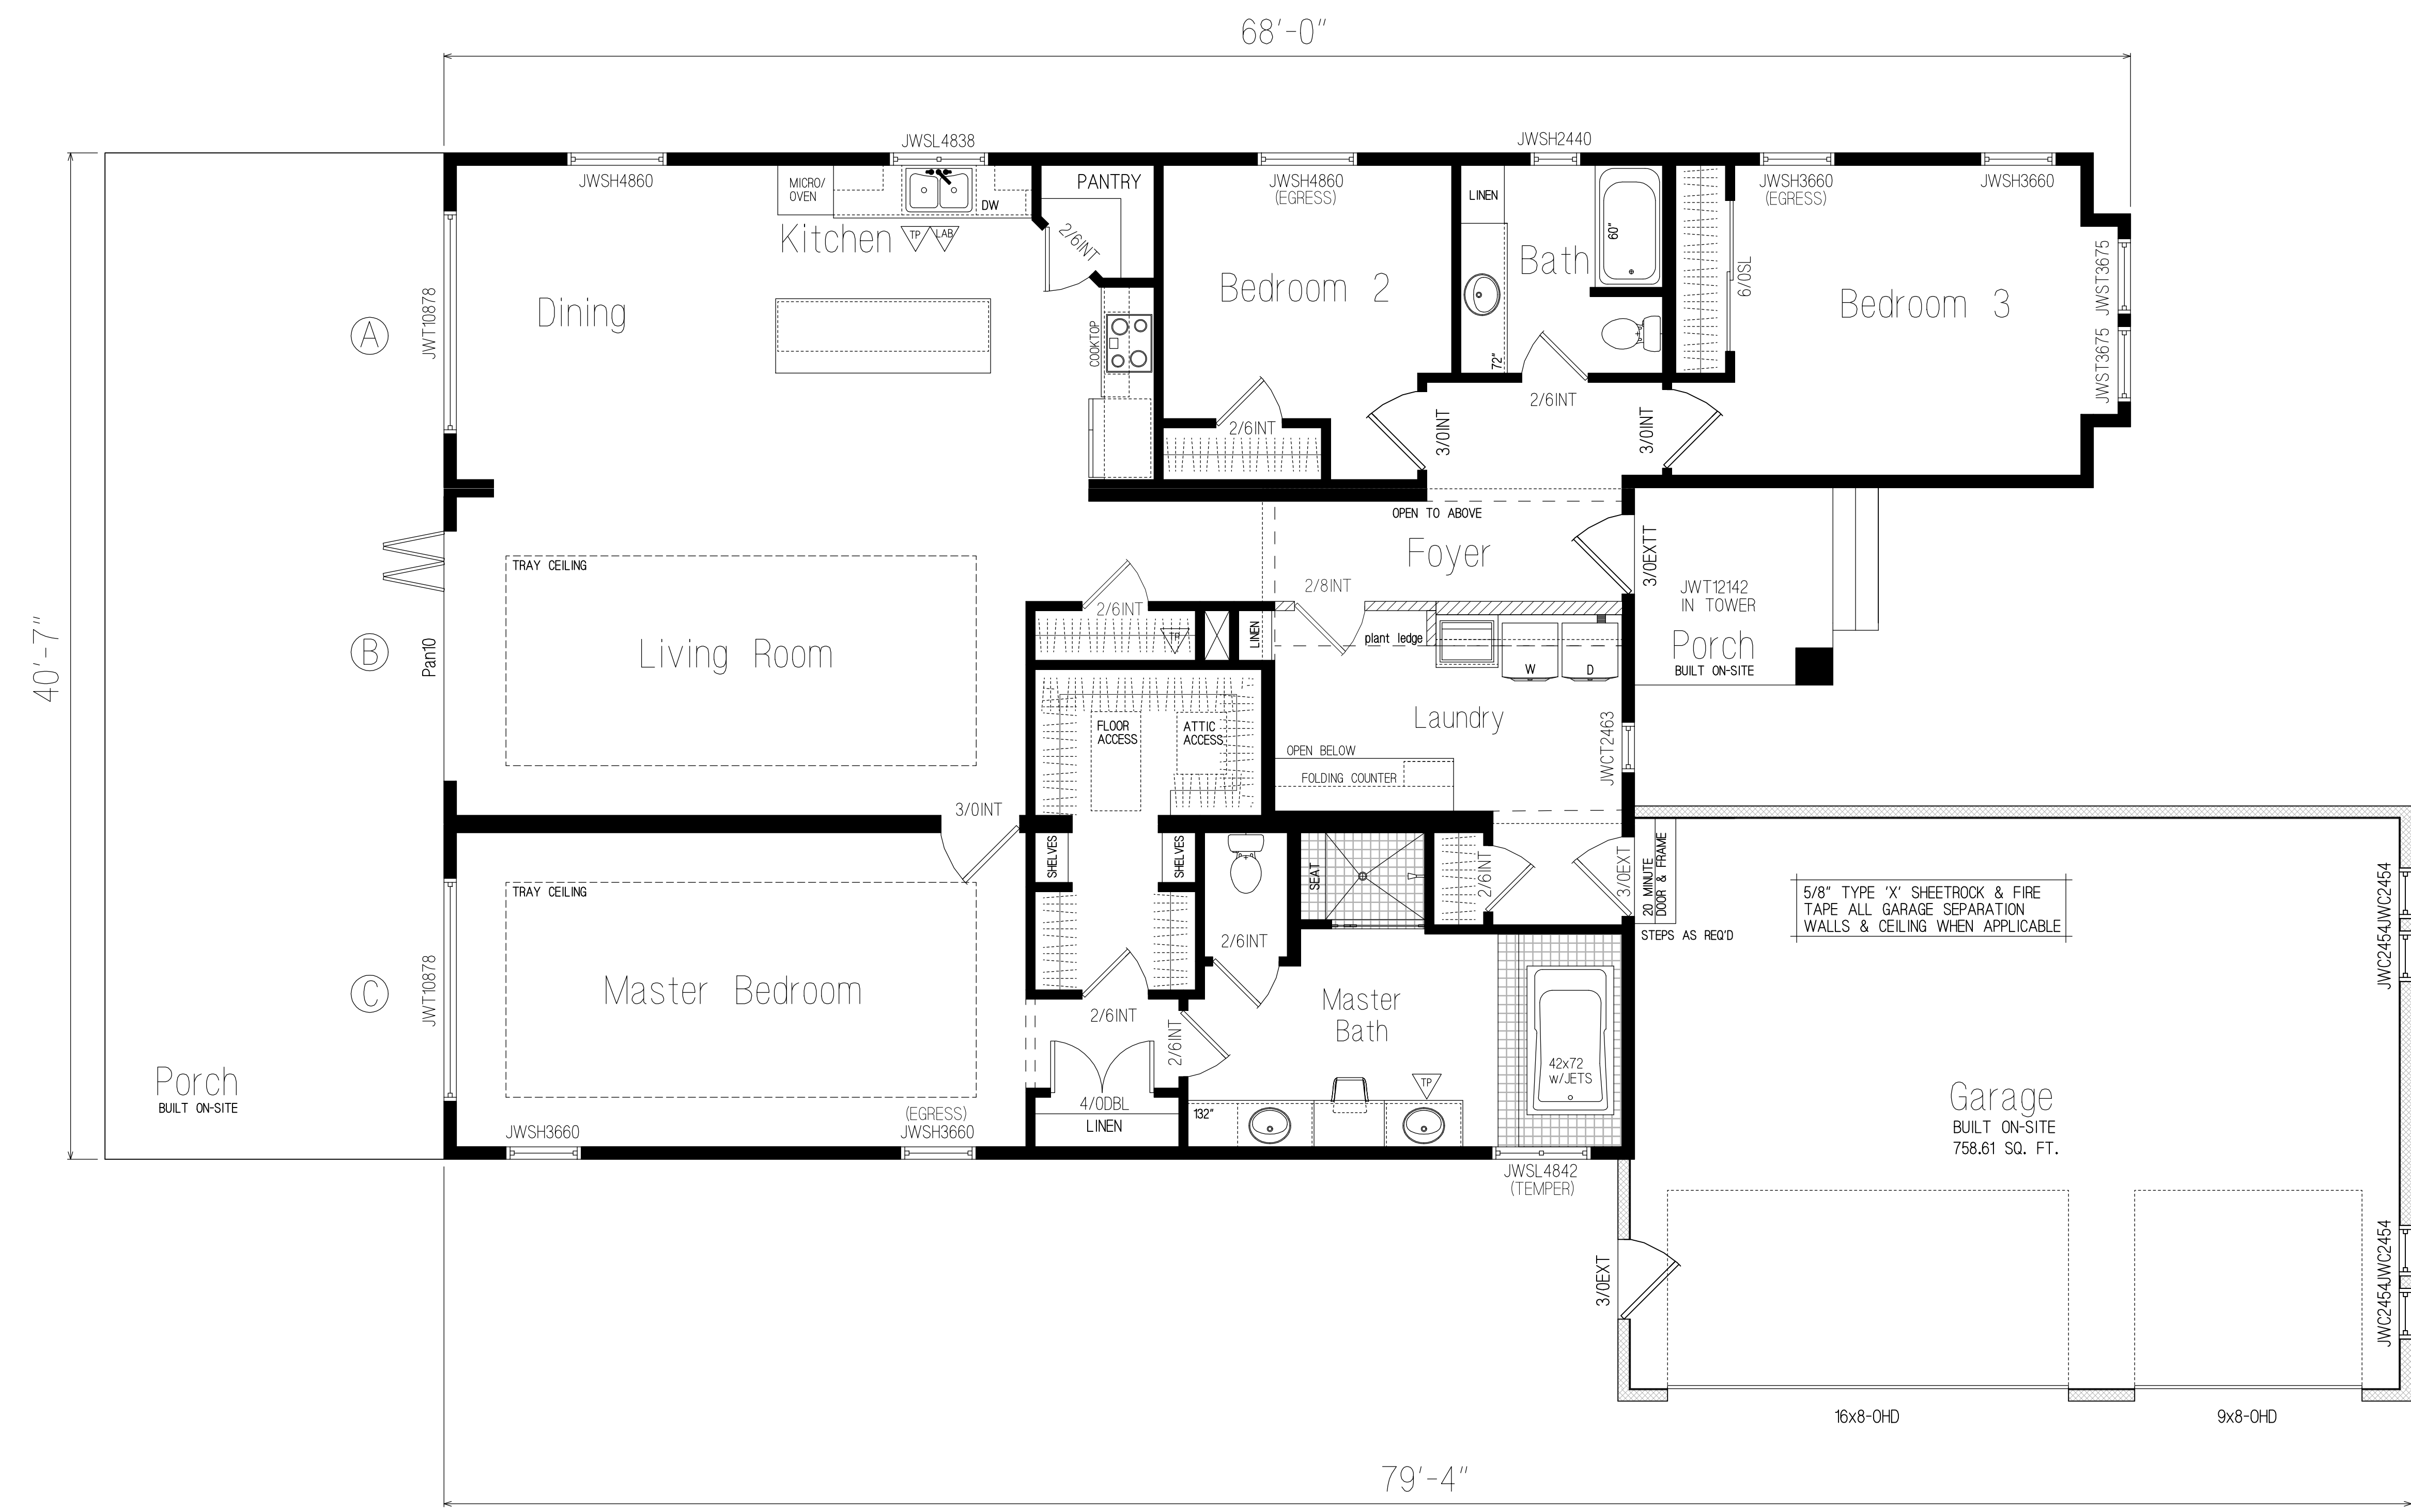 68'-0"
JWSL4838
JWSH2440
JWSH4860
MICRO/
OVEN
DW
PANTRY
JWSH4860
(EGRESS)
LINEN
60"
JWSH3660
(EGRESS)
JWSH3660
Kitchen
TP
LAB
2/6INT
Bath
6/0SL
JWST3675
Dining
Bedroom 2
Bedroom 3
A
JWT10878
COOKTOP
72"
JWST3675
2/6INT
2/6INT
3/0INT
3/0INT
OPEN TO ABOVE
Foyer
3/0EXTT
TRAY CEILING
2/8INT
JWT12142
IN TOWER
2/6INT
TP
LINEN
plant ledge
Porch
BUILT ON-SITE
40'-7"
B
Pan10
Living Room
W
D
FLOOR
ACCESS
ATTIC
ACCESS
Laundry
JWCT2463
OPEN BELOW
FOLDING COUNTER
3/0INT
SHELVES
SHELVES
SEAT
2/6INT
3/0EXT
20 MINUTE
DOOR & FRAME
TRAY CEILING
5/8" TYPE 'X' SHEETROCK & FIRE
TAPE ALL GARAGE SEPARATION
WALLS & CEILING WHEN APPLICABLE
JWC2454
JWC2454
STEPS AS REQ'D
2/6INT
C
JWT10878
Master Bedroom
Master
Bath
2/6INT
2/6INT
42x72
w/JETS
TP
Porch
BUILT ON-SITE
4/0DBL
LINEN
132"
(EGRESS)
JWSH3660
JWSH3660
Garage
BUILT ON-SITE
758.61 SQ. FT.
JWSL4842
(TEMPER)
3/0EXT
JWC2454
JWC2454
16x8-OHD
9x8-OHD
79'-4"